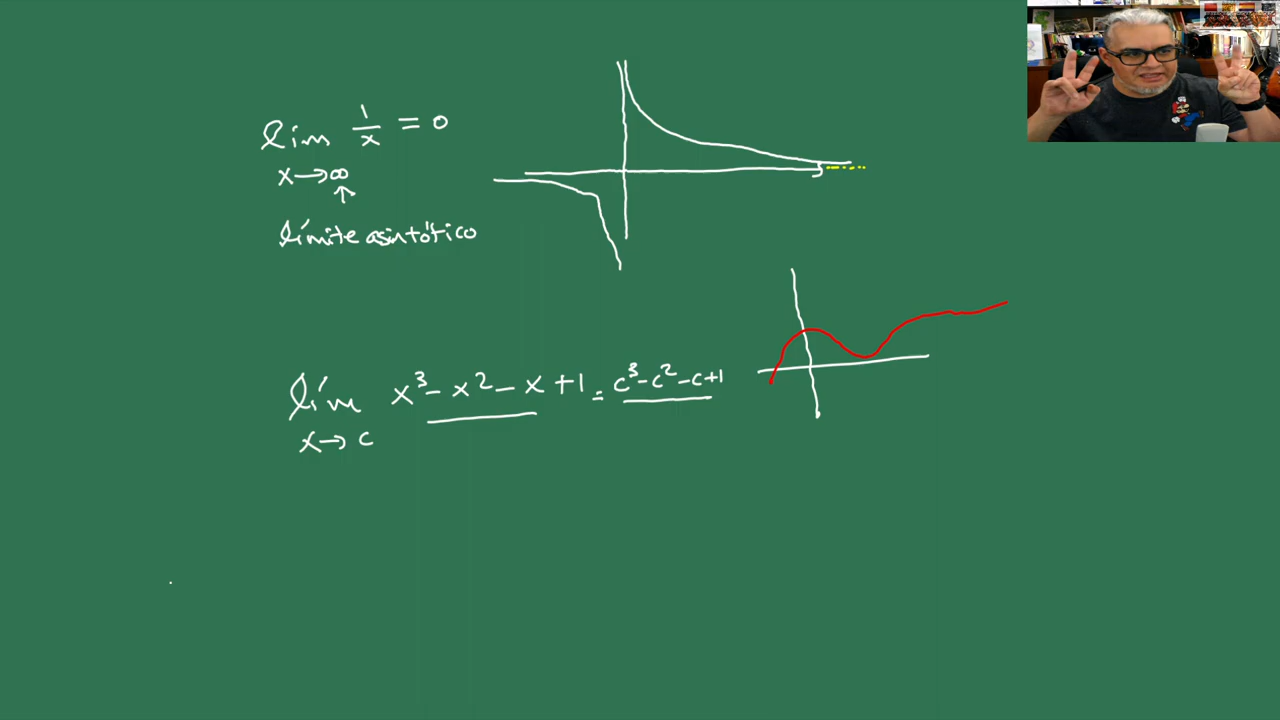 lim 1/x = 0
x→∞
↑
límite asintótico
lím x³-x²-x+1 = c³-c²-c+1
x→c